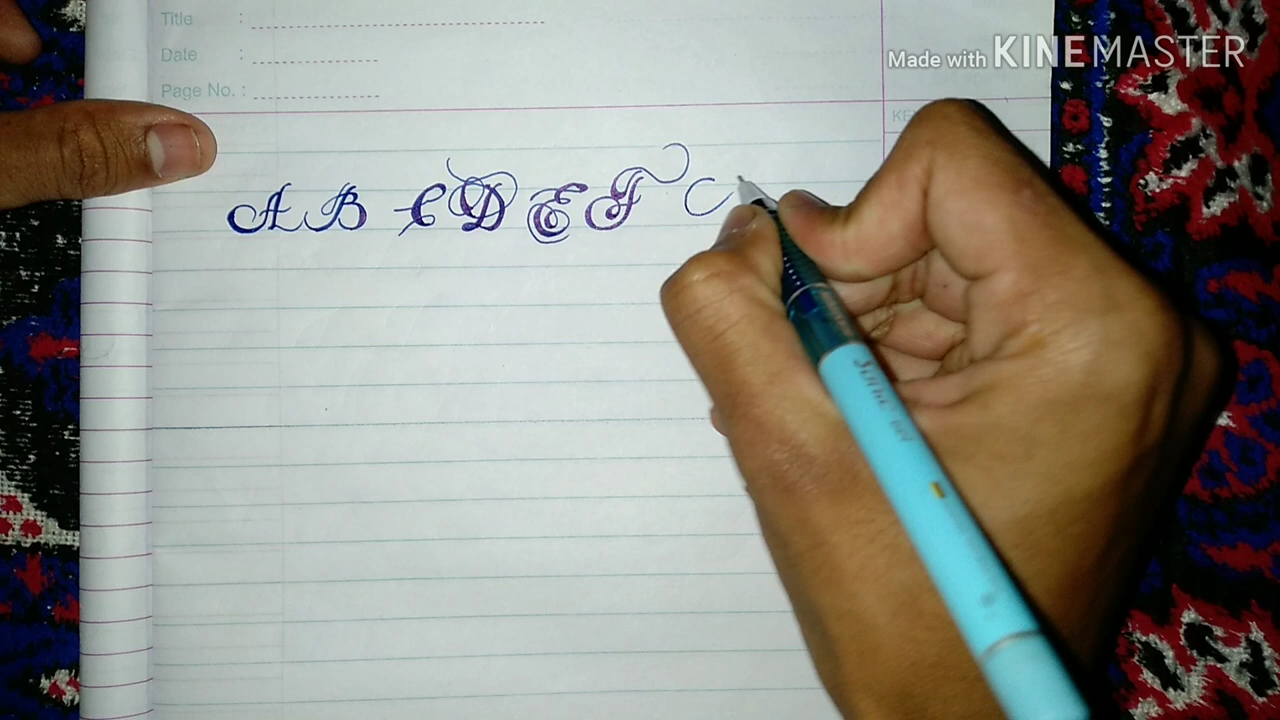 Title :
Made with KINEMASTER
Date :
Page No. :
A B C D E F